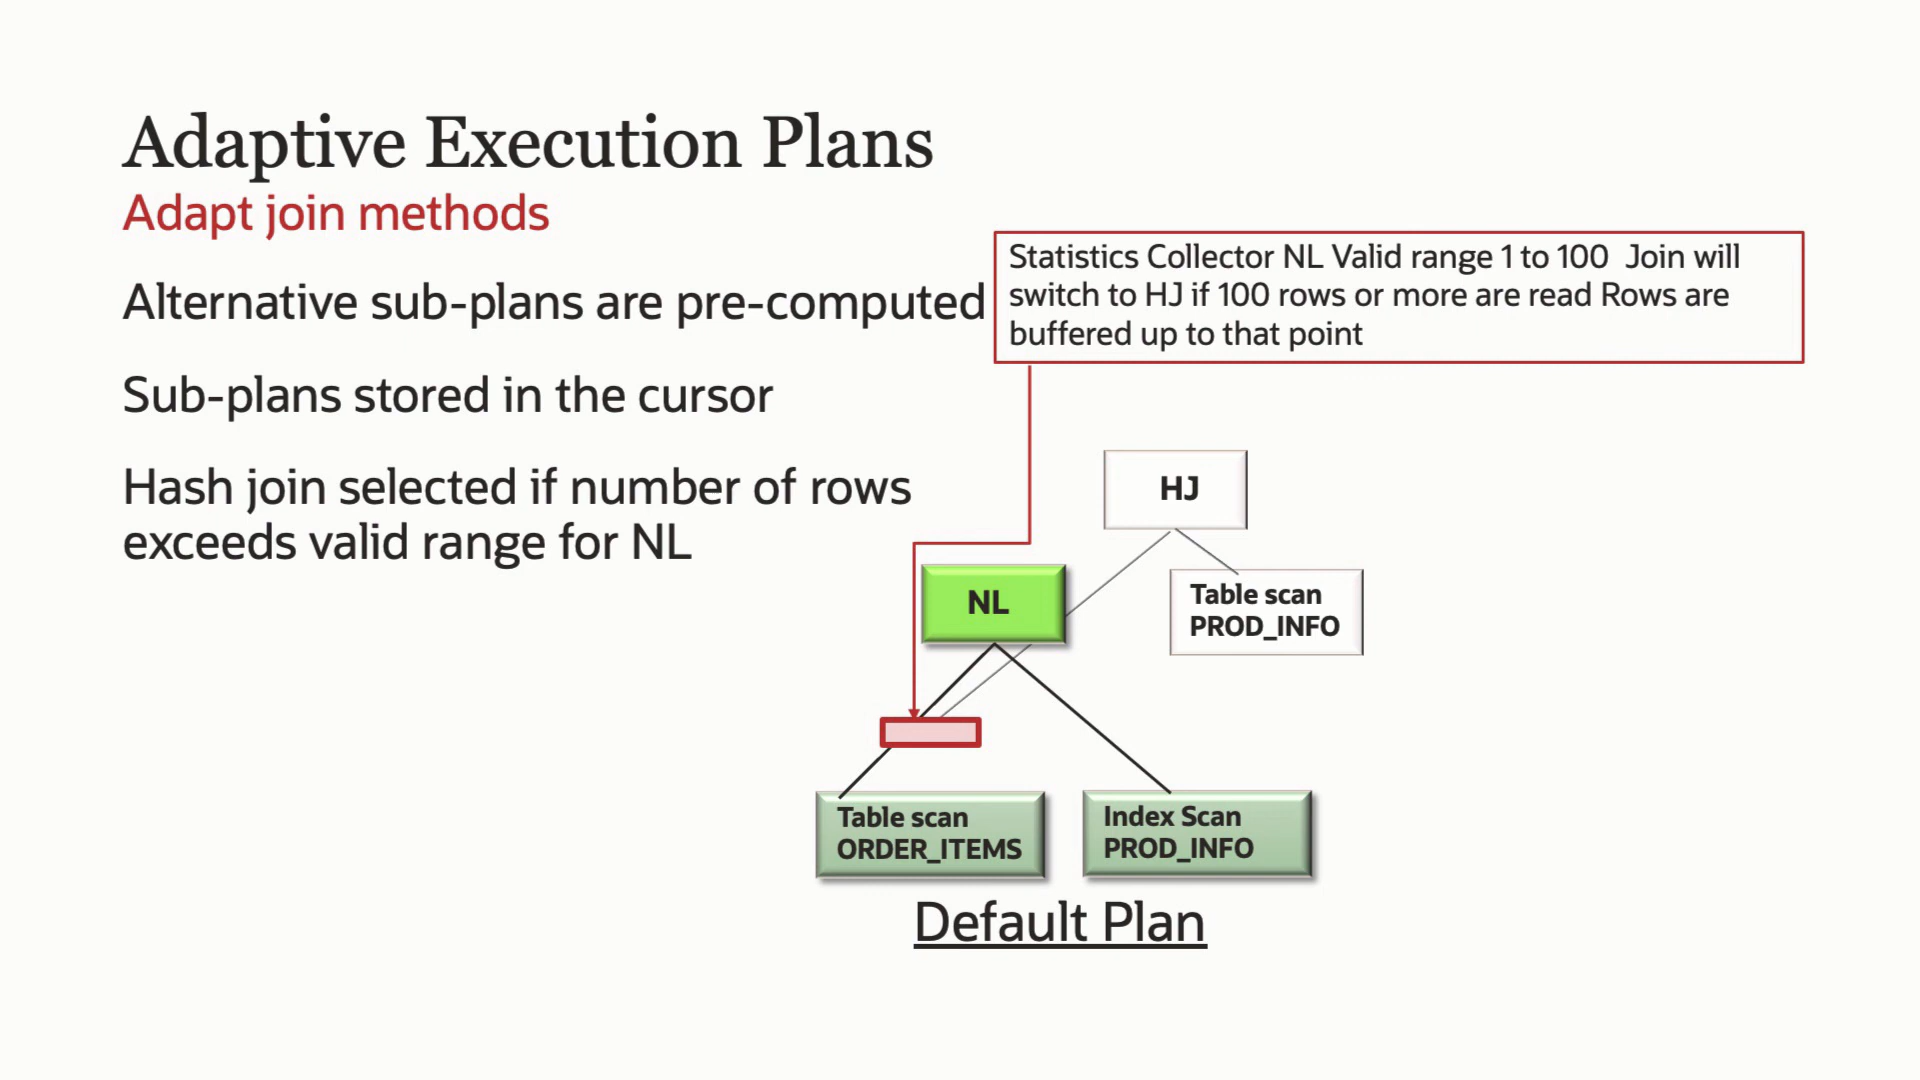 Adaptive Execution Plans
Adapt join methods
Alternative sub-plans are pre-computed
Sub-plans stored in the cursor
Hash join selected if number of rows
exceeds valid range for NL
Statistics Collector NL Valid range 1 to 100 Join will
switch to HJ if 100 rows or more are read Rows are
buffered up to that point
HJ
NL
Table scan
PROD_INFO
Table scan
ORDER_ITEMS
Index Scan
PROD_INFO
Default Plan